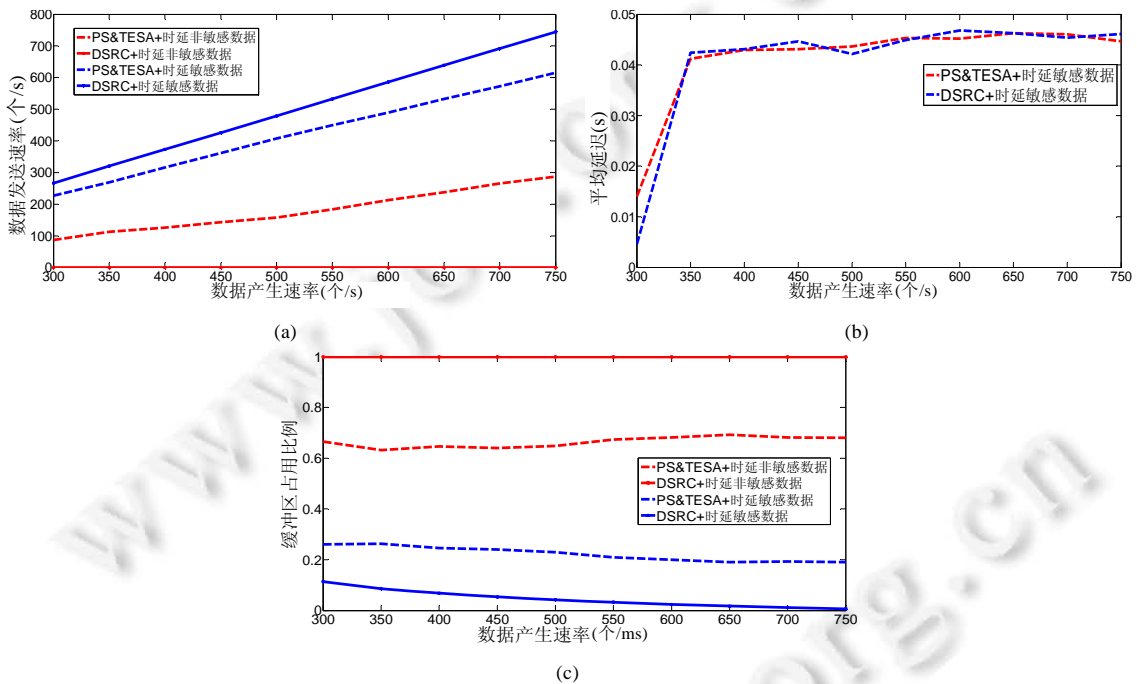 800
700
600
500
400
300
200
100
0
数据发送速率(个/s)
PS&TESA+时延非敏感数据
DSRC+时延非敏感数据
PS&TESA+时延敏感数据
DSRC+时延敏感数据
300 350 400 450 500 550 600 650 700 750
数据产生速率(个/s)
(a)
0.05
0.04
0.03
0.02
0.01
0
平均延迟(s)
PS&TESA+时延敏感数据
DSRC+时延敏感数据
300 350 400 450 500 550 600 650 700 750
数据产生速率(个/s)
(b)
1
0.8
0.6
0.4
0.2
0
缓冲区占用比例
PS&TESA+时延非敏感数据
DSRC+时延非敏感数据
PS&TESA+时延敏感数据
DSRC+时延敏感数据
300 350 400 450 500 550 600 650 700 750
数据产生速率(个/ms)
(c)